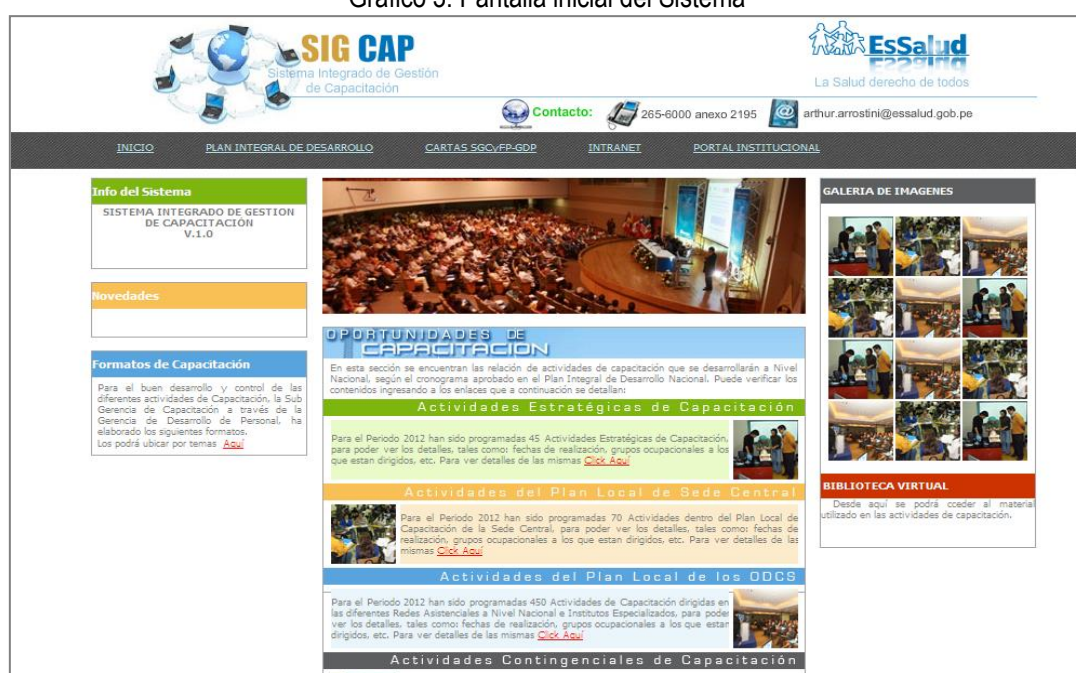 Gráfico 5: Pantalla inicial del Sistema
SIG CAP
Sistema Integrado de Gestión
de Capacitación
EsSalud
La Salud derecho de todos
Contacto: 265-6000 anexo 2195 arthur.arrostini@essalud.gob.pe
INICIO PLAN INTEGRAL DE DESARROLLO CARTAS SGCyFP-GDP INTRANET PORTAL INSTITUCIONAL
Info del Sistema
SISTEMA INTEGRADO DE GESTION
DE CAPACITACIÓN
V.1.0
Novedades
Formatos de Capacitación
Para el buen desarrollo y control de las
diferentes actividades de Capacitación, la Sub
Gerencia de Capacitación a través de la
Gerencia de Desarrollo de Personal, ha
elaborado los siguientes formatos.
Los podrá ubicar por temas Aquí
OPORTUNIDADES DE
CAPACITACION
En esta sección se encuentran las relación de actividades de capacitación que se desarrollarán a Nivel
Nacional, según el cronograma aprobado en el Plan Integral de Desarrollo Nacional. Puede verificar los
contenidos ingresando a los enlaces que a continuación se detallan:
Actividades Estratégicas de Capacitación
Para el Periodo 2012 han sido programadas 45 Actividades Estratégicas de Capacitación,
para poder ver los detalles, tales como: fechas de realización, grupos ocupacionales a los
que estan dirigidos, etc. Para ver detalles de las mismas Click Aquí
Actividades del Plan Local de Sede Central
Para el Periodo 2012 han sido programadas 70 Actividades dentro del Plan Local de
Capacitación de la Sede Central, para poder ver los detalles, tales como: fechas de
realización, grupos ocupacionales a los que estan dirigidos, etc. Para ver detalles de las
mismas Click Aquí
Actividades del Plan Local de los ODCS
Para el Periodo 2012 han sido programadas 450 Actividades de Capacitación dirigidas en
las diferentes Redes Asistenciales a Nivel Nacional e Institutos Especializados, para poder
ver los detalles, tales como: fechas de realización, grupos ocupacionales a los que estan
dirigidos, etc. Para ver detalles de las mismas Click Aquí
Actividades Contingenciales de Capacitación
GALERIA DE IMAGENES
BIBLIOTECA VIRTUAL
Desde aquí se podrá cceder al material
utilizado en las actividades de capacitación.